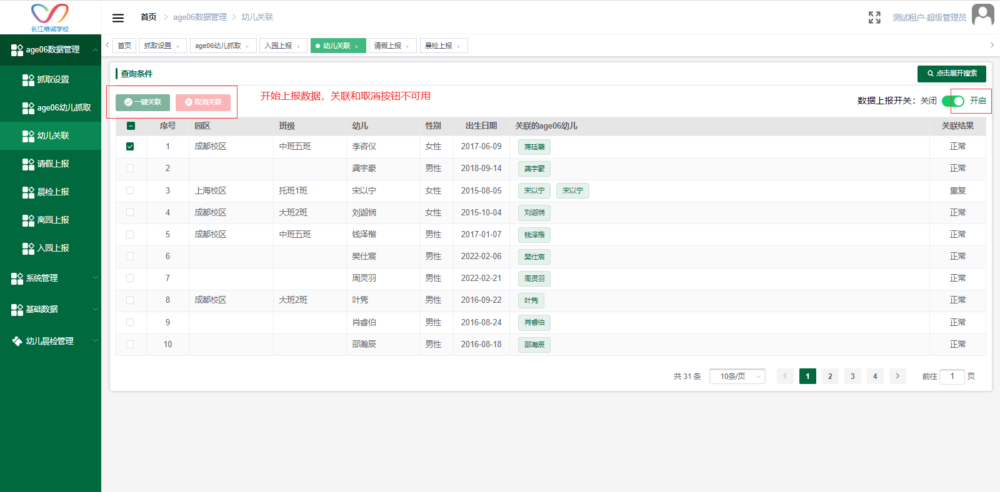 长江唯诚学校
首页 > age06数据管理 > 幼儿关联
测试租户-超级管理员
age06数据管理
抓取设置
age06幼儿抓取
幼儿关联
请假上报
晨检上报
离园上报
入园上报
系统管理
基础数据
幼儿晨检管理
首页 抓取设置 × age06幼儿抓取 × 入园上报 × 幼儿关联 × 请假上报 × 晨检上报 ×
查询条件
点击展开搜索
一键关联 取消关联
开始上报数据，关联和取消按钮不可用
数据上报开关： 关闭 开启
序号 园区 班级 幼儿 性别 出生日期 关联的age06幼儿 关联结果
1 成都校区 中班五班 李咨仪 女性 2017-06-09 蒋廷羲 正常
2 龚宇豪 男性 2018-09-14 龚宇豪 正常
3 上海校区 托班1班 宋以宁 女性 2015-08-05 宋以宁 宋以宁 重复
4 成都校区 大班2班 刘迦悯 女性 2015-10-04 刘迦悯 正常
5 成都校区 中班五班 钱泽楷 男性 2017-01-07 钱泽楷 正常
6 樊仕宸 男性 2022-02-06 樊仕宸 正常
7 周灵羽 男性 2022-02-21 周灵羽 正常
8 成都校区 大班2班 叶隽 男性 2016-09-22 叶隽 正常
9 肖睿伯 男性 2016-08-24 肖睿伯 正常
10 邵瀚辰 男性 2016-08-18 邵瀚辰 正常
共 31 条 10条/页 < 1 2 3 4 > 前往 1 页